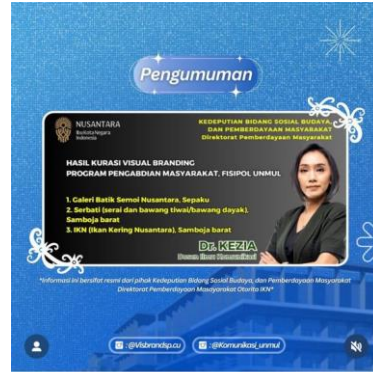 Pengumuman
NUSANTARA
Ibu Kota Negara
Indonesia
KEDEPUTIAN BIDANG SOSIAL BUDAYA,
DAN PEMBERDAYAAN MASYARAKAT
Direktorat Pemberdayaan Masyarakat
HASIL KURASI VISUAL BRANDING
PROGRAM PENGABDIAN MASYARAKAT, FISIPOL UNMUL
1. Galeri Batik Semoi Nusantara, Sepaku
2. Serbati (serai dan bawang tiwai/bawang dayak),
Samboja barat
3. IKN (Ikan Kering Nusantara), Samboja barat
Dr. KEZIA
Dosen Ilmu Komunikasi
*Informasi ini bersifat resmi dari pihak Kedeputian Bidang Sosial Budaya, dan Pemberdayaan Masyarakat
Direktorat Pemberdayaan Masyarakat Otorita IKN*
:@Visbrandsp.cu
:@Komunikasi_unmul